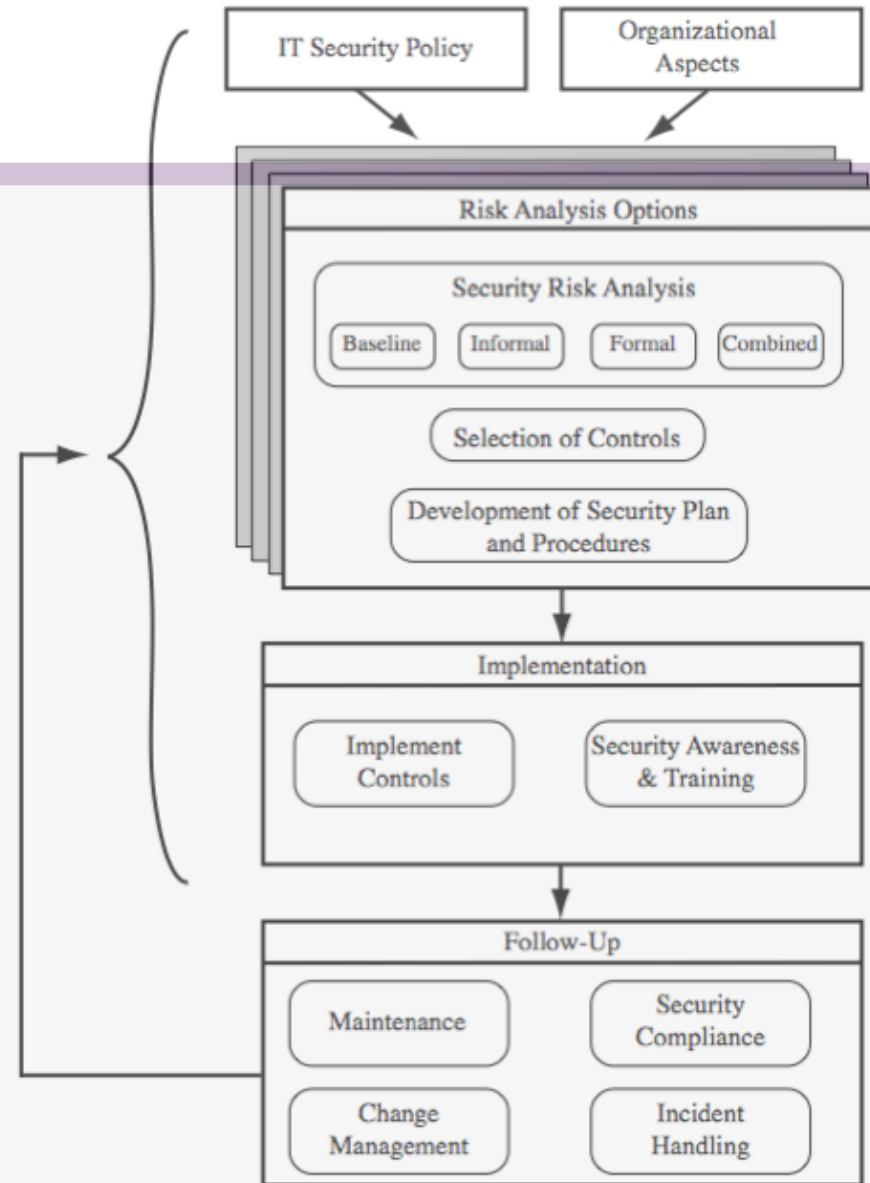 IT Security Policy
Organizational
Aspects
Risk Analysis Options
Security Risk Analysis
Baseline
Informal
Formal
Combined
Selection of Controls
Development of Security Plan
and Procedures
Implementation
Implement
Controls
Security Awareness
& Training
Follow-Up
Maintenance
Security
Compliance
Change
Management
Incident
Handling